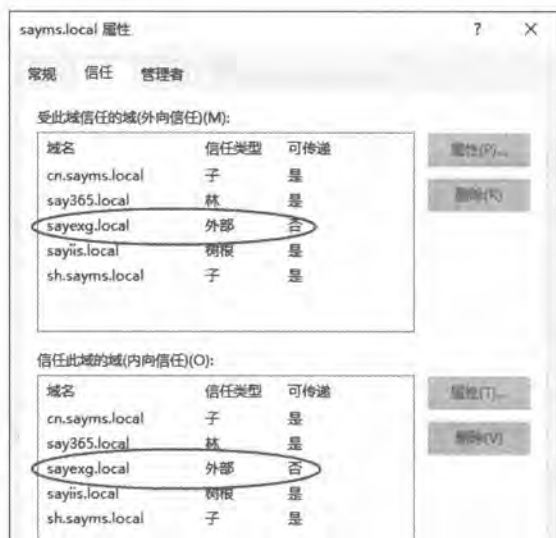 sayms.local 属性 ? ×
常规 信任 管理者
受此域信任的域(外向信任)(M):
域名 信任类型 可传递 属性(P)...
cn.sayms.local 子 是
say365.local 林 是 删除(R)
sayexg.local 外部 否
sayiis.local 树根 是
sh.sayms.local 子 是
信任此域的域(内向信任)(O):
域名 信任类型 可传递 属性(T)...
cn.sayms.local 子 是
say365.local 林 是 删除(V)
sayexg.local 外部 否
sayiis.local 树根 是
sh.sayms.local 子 是